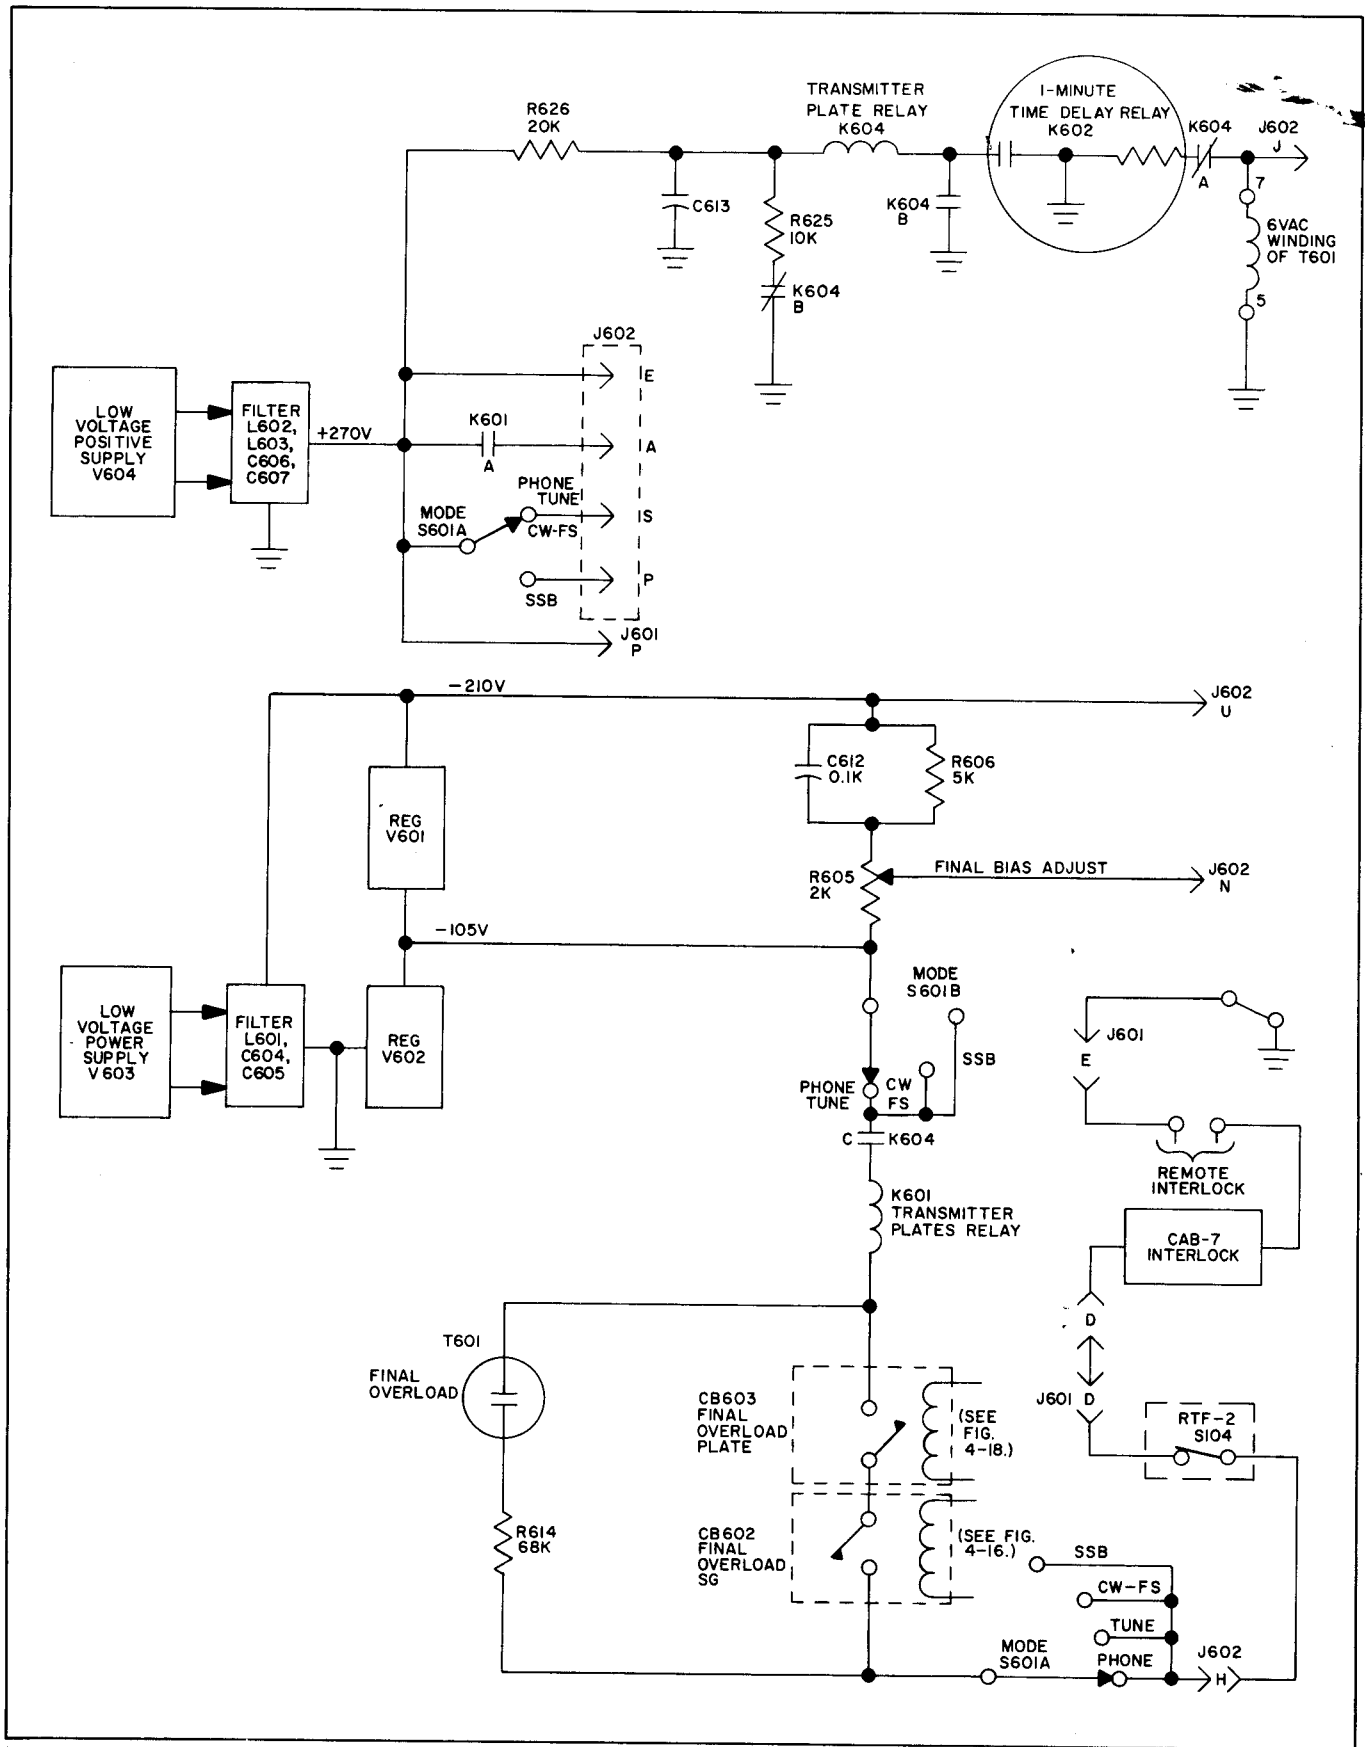 TRANSMITTER
PLATE RELAY
K604
1-MINUTE
TIME DELAY RELAY
K602
K604
A
J602
J
R626
20K
C613
R625
10K
K604
B
K604
B
7
6VAC
WINDING
OF T601
5
J602
E
LOW
VOLTAGE
POSITIVE
SUPPLY
V604
FILTER
L602,
L603,
C606,
C607
+270V
K601
A
A
PHONE
TUNE
MODE
S601A
CW-FS
S
SSB
P
J601
P
-210V
J602
U
C612
0.1K
R606
5K
REG
V601
R605
2K
FINAL BIAS ADJUST
J602
N
-105V
MODE
S601B
LOW
VOLTAGE
POWER
SUPPLY
V603
FILTER
L601,
C604,
C605
REG
V602
SSB
PHONE
TUNE
CW
FS
C
K604
J601
E
REMOTE
INTERLOCK
K601
TRANSMITTER
PLATES RELAY
CAB-7
INTERLOCK
D
T601
FINAL
OVERLOAD
CB603
FINAL
OVERLOAD
PLATE
(SEE
FIG.
4-18.)
J601 D
RTF-2
S104
R614
68K
CB602
FINAL
OVERLOAD
SG
(SEE FIG.
4-16.)
SSB
CW-FS
TUNE
MODE
S601A
PHONE
J602
H